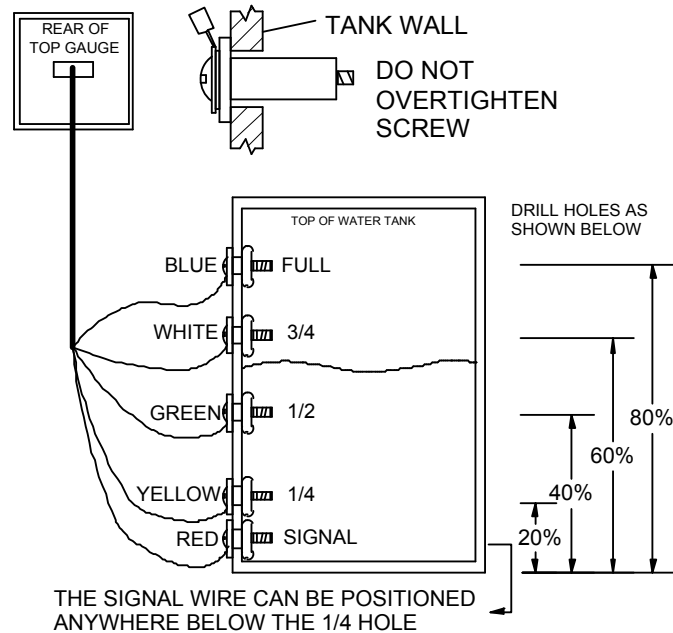 REAR OF
TOP GAUGE
TANK WALL
DO NOT
OVERTIGHTEN
SCREW
TOP OF WATER TANK
DRILL HOLES AS
SHOWN BELOW
BLUE FULL
WHITE 3/4
GREEN 1/2
YELLOW 1/4
RED SIGNAL
80%
60%
40%
20%
THE SIGNAL WIRE CAN BE POSITIONED
ANYWHERE BELOW THE 1/4 HOLE